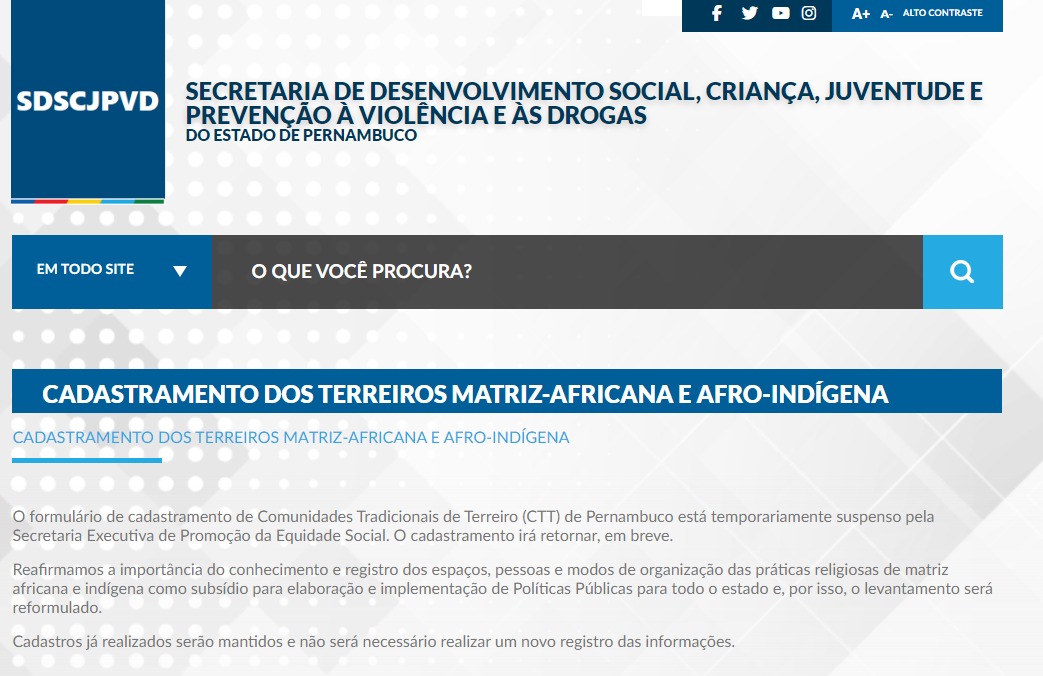 A+ A- ALTO CONTRASTE
SDSCJPVD
SECRETARIA DE DESENVOLVIMENTO SOCIAL, CRIANÇA, JUVENTUDE E
PREVENÇÃO À VIOLÊNCIA E ÀS DROGAS
DO ESTADO DE PERNAMBUCO
EM TODO SITE
O QUE VOCÊ PROCURA?
CADASTRAMENTO DOS TERREIROS MATRIZ-AFRICANA E AFRO-INDÍGENA
CADASTRAMENTO DOS TERREIROS MATRIZ-AFRICANA E AFRO-INDÍGENA
O formulário de cadastramento de Comunidades Tradicionais de Terreiro (CTT) de Pernambuco está temporariamente suspenso pela
Secretaria Executiva de Promoção da Equidade Social. O cadastramento irá retornar, em breve.
Reafirmamos a importância do conhecimento e registro dos espaços, pessoas e modos de organização das práticas religiosas de matriz
africana e indígena como subsídio para elaboração e implementação de Políticas Públicas para todo o estado e, por isso, o levantamento será
reformulado.
Cadastros já realizados serão mantidos e não será necessário realizar um novo registro das informações.